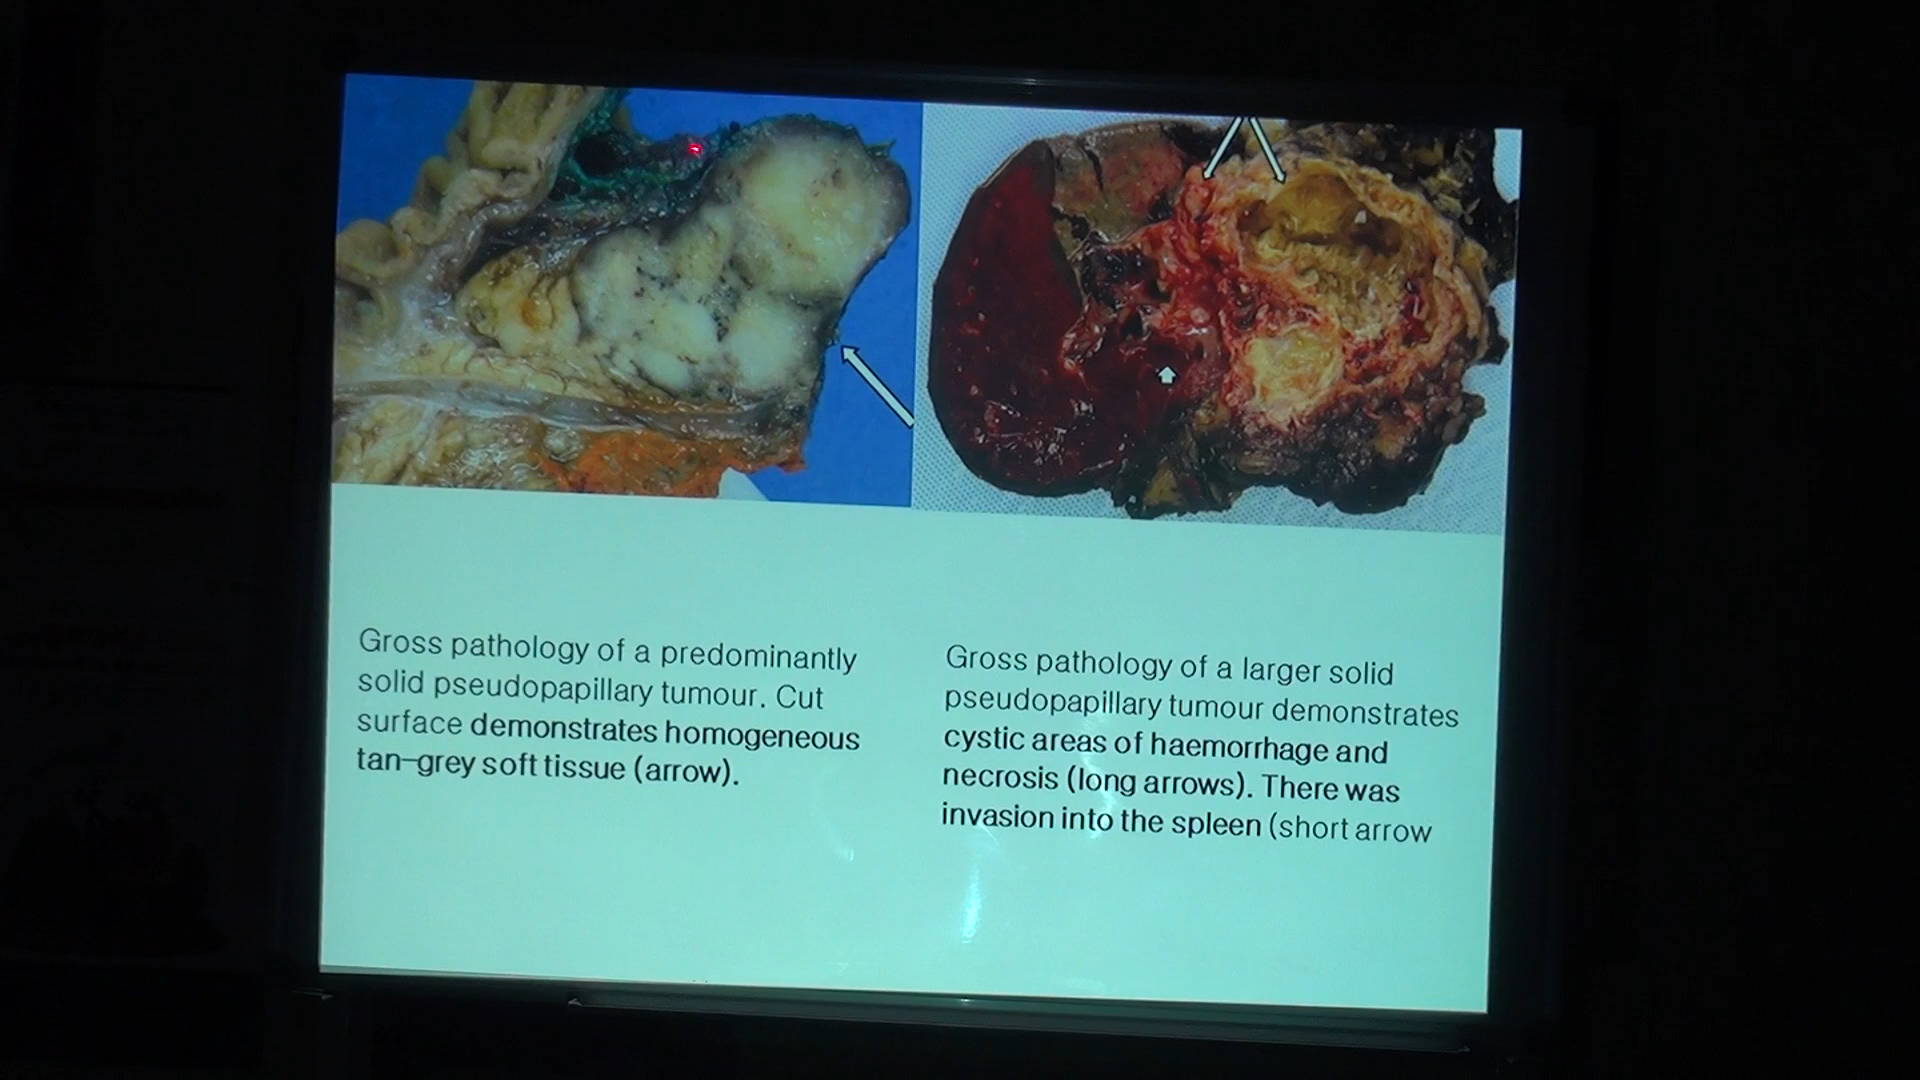 Gross pathology of a predominantly
solid pseudopapillary tumour. Cut
surface demonstrates homogeneous
tan–grey soft tissue (arrow).
Gross pathology of a larger solid
pseudopapillary tumour demonstrates
cystic areas of haemorrhage and
necrosis (long arrows). There was
invasion into the spleen (short arrow